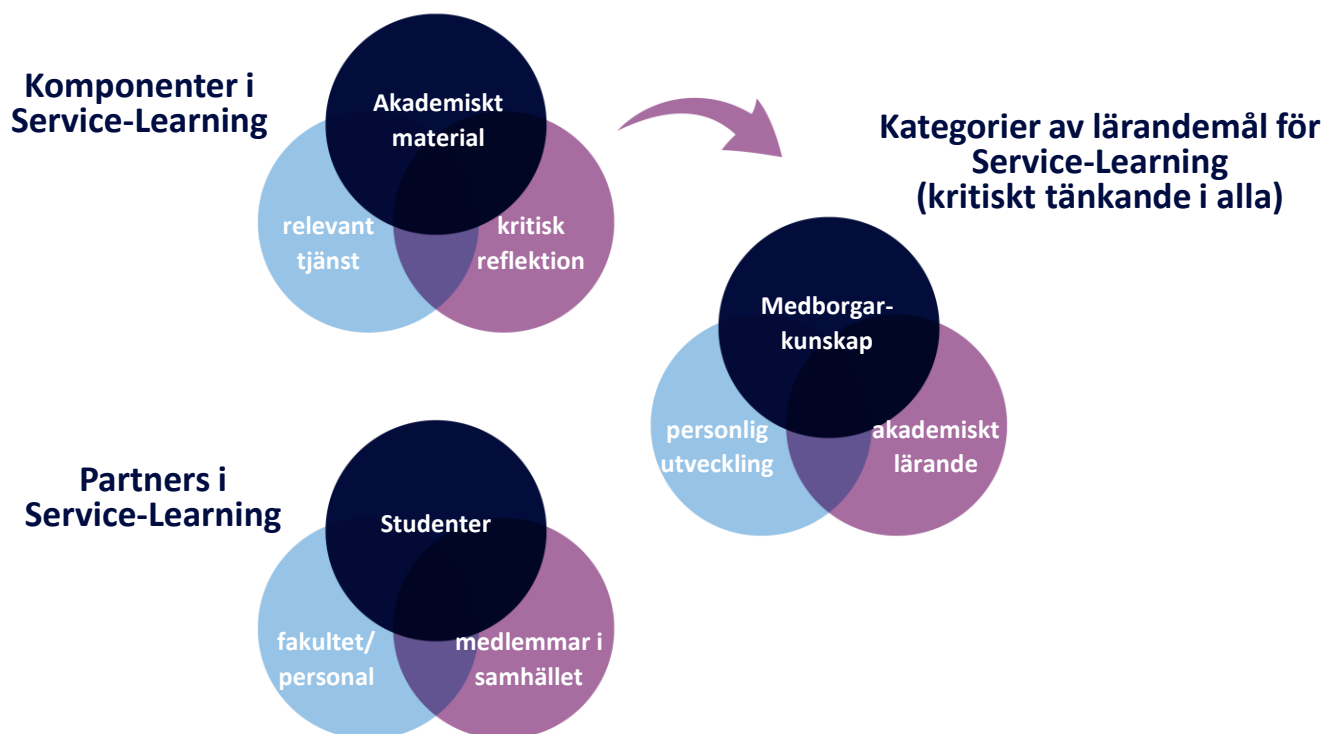 Komponenter i
Service-Learning
Akademiskt
material
relevant
tjänst
kritisk
reflektion
Kategorier av lärandemål för
Service-Learning
(kritiskt tänkande i alla)
Medborgar-
kunskap
personlig
utveckling
akademiskt
lärande
Partners i
Service-Learning
Studenter
fakultet/
personal
medlemmar i
samhället